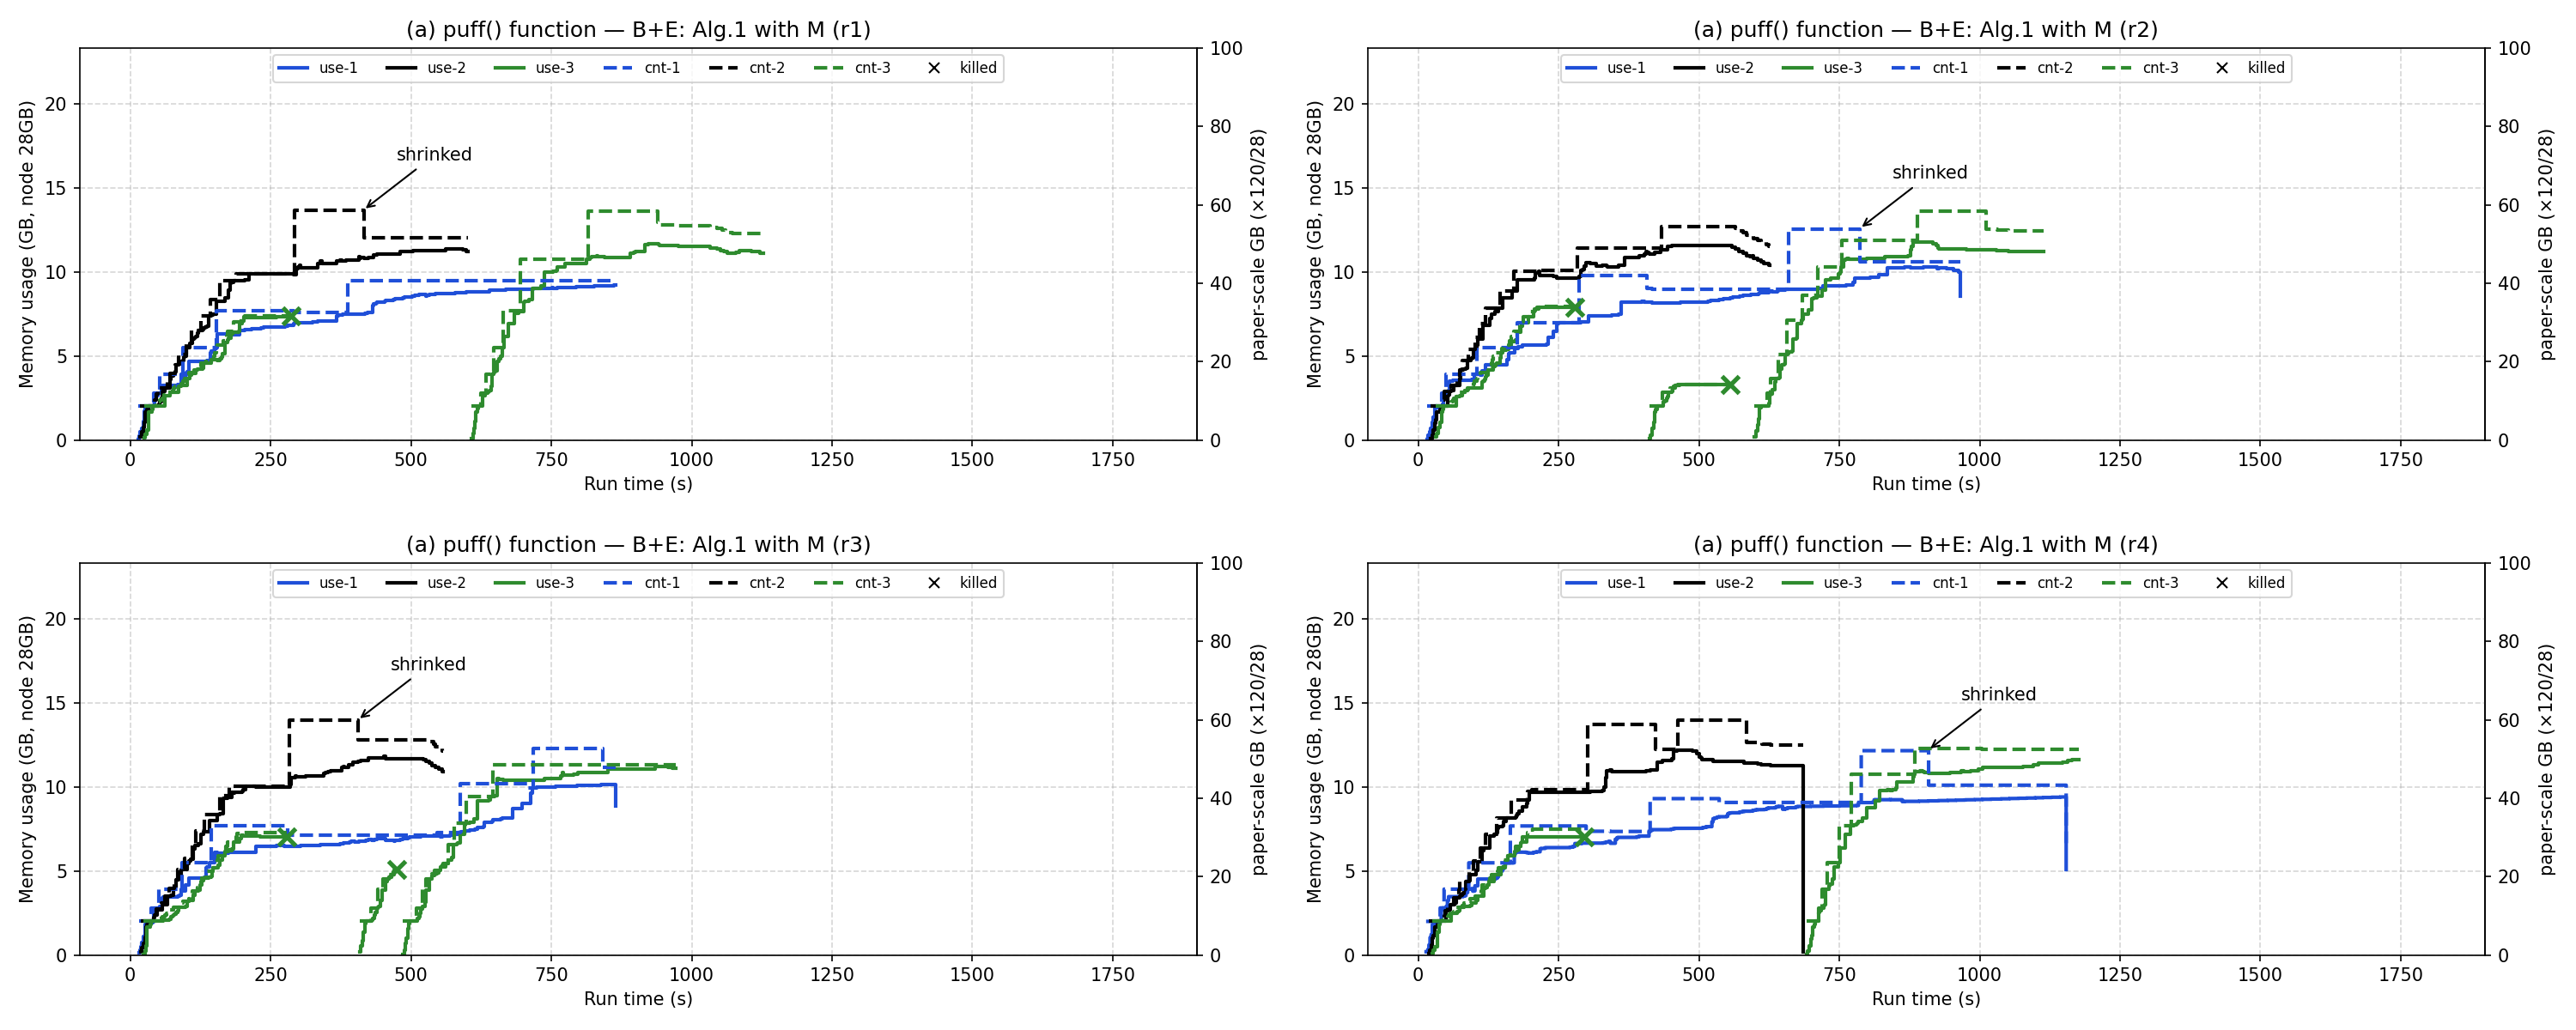 (a) puff() function — B+E: Alg.1 with M (r1)
use-1 use-2 use-3 cnt-1 cnt-2 cnt-3 killed
shrinked
Memory usage (GB, node 28GB)
0 5 10 15 20
paper-scale GB (×120/28)
0 20 40 60 80 100
0 250 500 750 1000 1250 1500 1750
Run time (s)
(a) puff() function — B+E: Alg.1 with M (r2)
use-1 use-2 use-3 cnt-1 cnt-2 cnt-3 killed
shrinked
Memory usage (GB, node 28GB)
0 5 10 15 20
paper-scale GB (×120/28)
0 20 40 60 80 100
0 250 500 750 1000 1250 1500 1750
Run time (s)
(a) puff() function — B+E: Alg.1 with M (r3)
use-1 use-2 use-3 cnt-1 cnt-2 cnt-3 killed
shrinked
Memory usage (GB, node 28GB)
0 5 10 15 20
paper-scale GB (×120/28)
0 20 40 60 80 100
0 250 500 750 1000 1250 1500 1750
Run time (s)
(a) puff() function — B+E: Alg.1 with M (r4)
use-1 use-2 use-3 cnt-1 cnt-2 cnt-3 killed
shrinked
Memory usage (GB, node 28GB)
0 5 10 15 20
paper-scale GB (×120/28)
0 20 40 60 80 100
0 250 500 750 1000 1250 1500 1750
Run time (s)